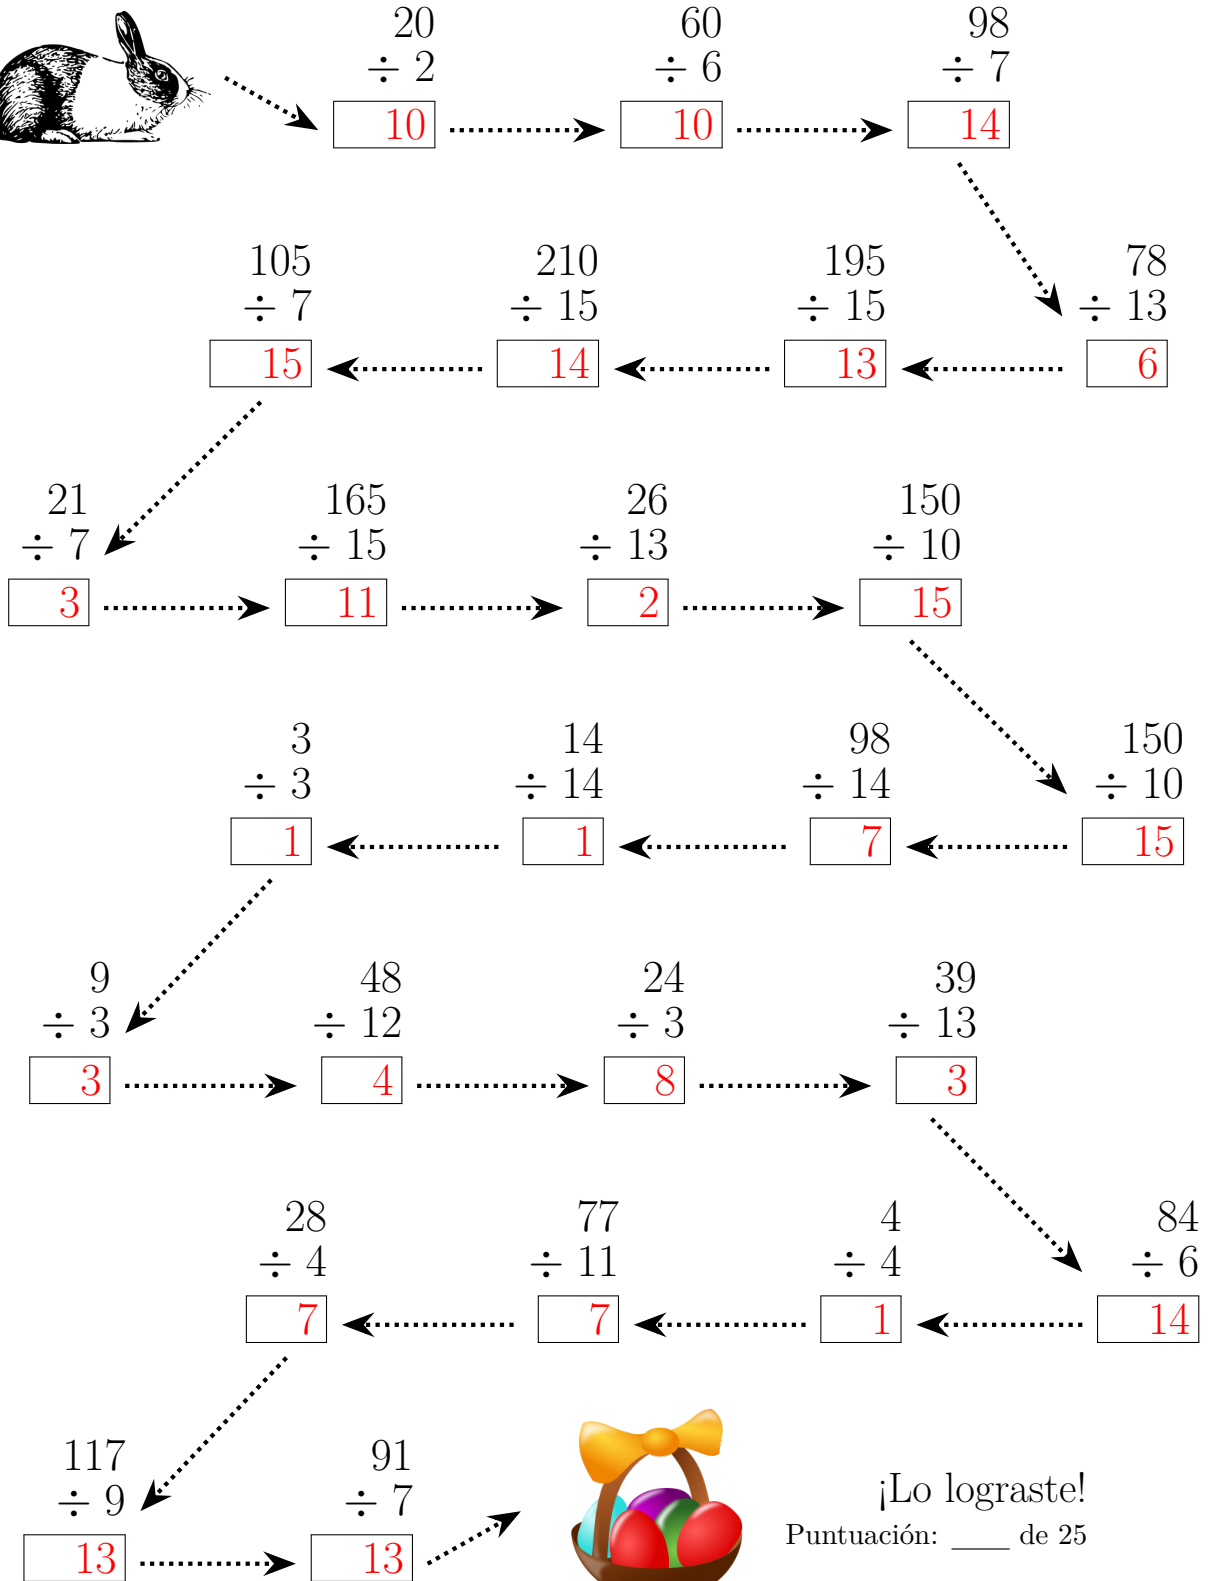 20 60 98
÷ 2 ÷ 6 ÷ 7
10 10 14
105 210 195 78
÷ 7 ÷ 15 ÷ 15 ÷ 13
15 14 13 6
21 165 26 150
÷ 7 ÷ 15 ÷ 13 ÷ 10
3 11 2 15
3 14 98 150
÷ 3 ÷ 14 ÷ 14 ÷ 10
1 1 7 15
9 48 24 39
÷ 3 ÷ 12 ÷ 3 ÷ 13
3 4 8 3
28 77 4 84
÷ 4 ÷ 11 ÷ 4 ÷ 6
7 7 1 14
117 91
÷ 9 ÷ 7
13 13
¡Lo lograste!
Puntuación: ____ de 25